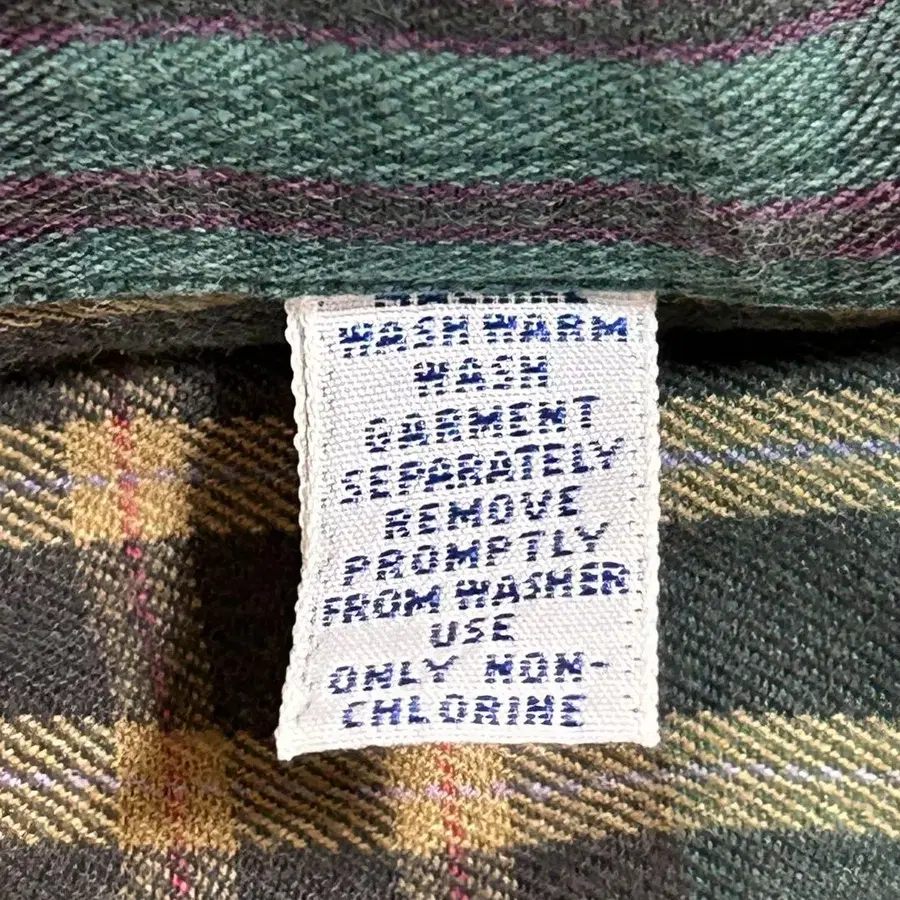 WASH WARM
WASH
GARMENT
SEPARATELY
REMOVE
PROMPTLY
FROM WASHER
USE
ONLY NON-
CHLORINE